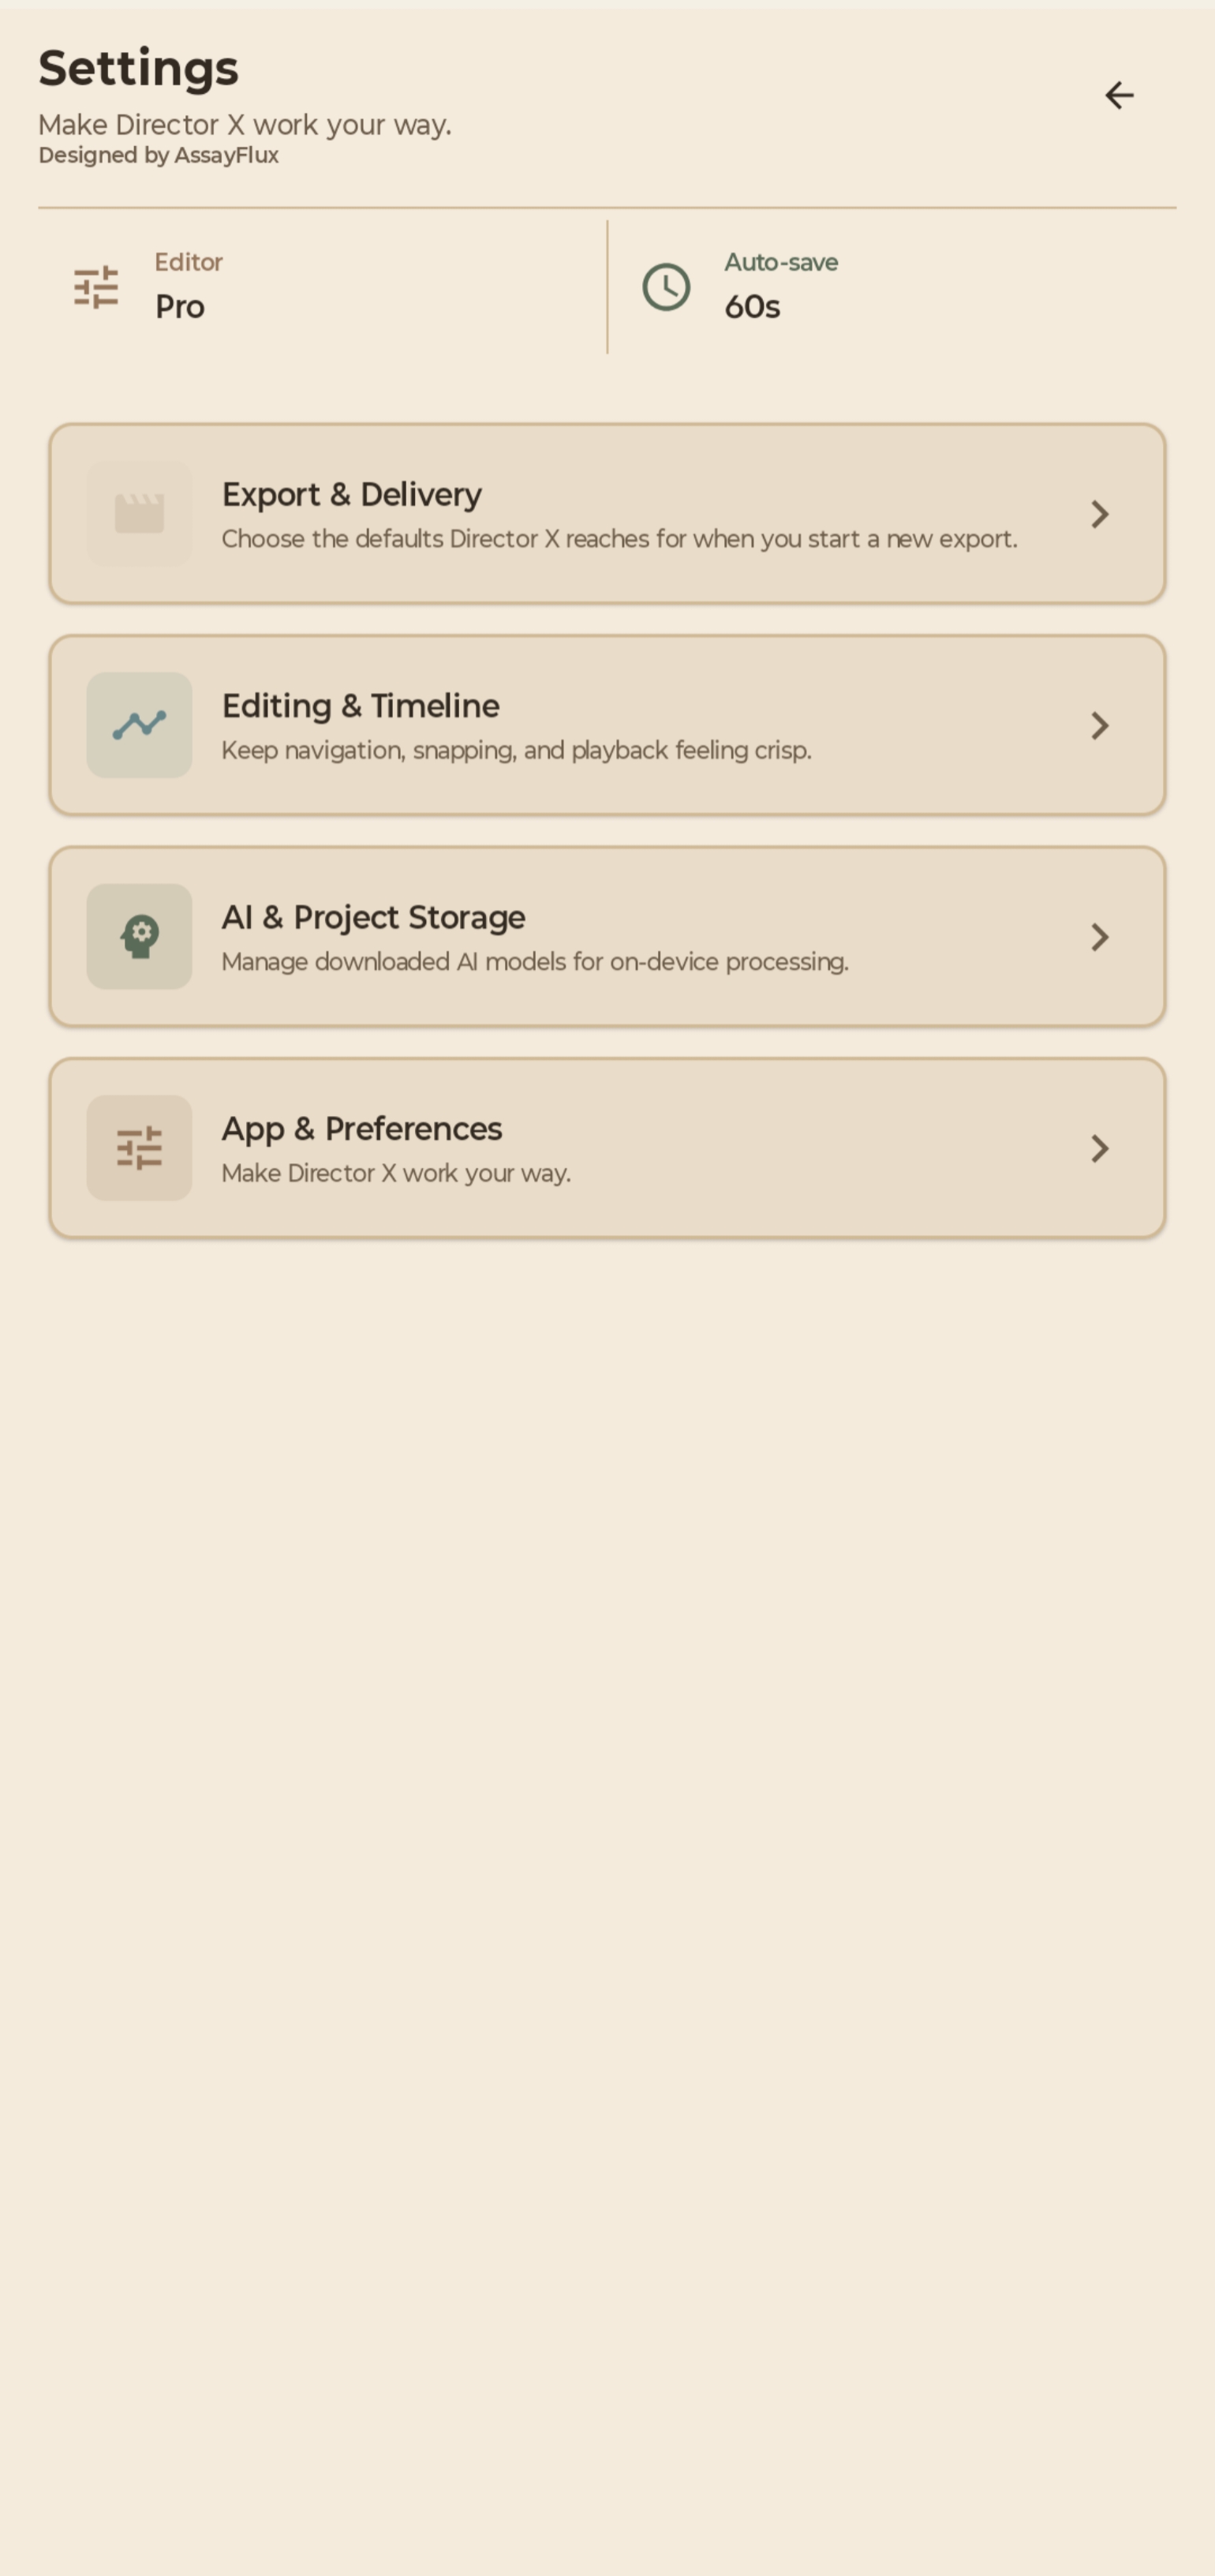 Settings
Make Director X work your way.
Designed by AssayFlux
Editor
Pro
Auto-save
60s
Export & Delivery
Choose the defaults Director X reaches for when you start a new export.
Editing & Timeline
Keep navigation, snapping, and playback feeling crisp.
AI & Project Storage
Manage downloaded AI models for on-device processing.
App & Preferences
Make Director X work your way.